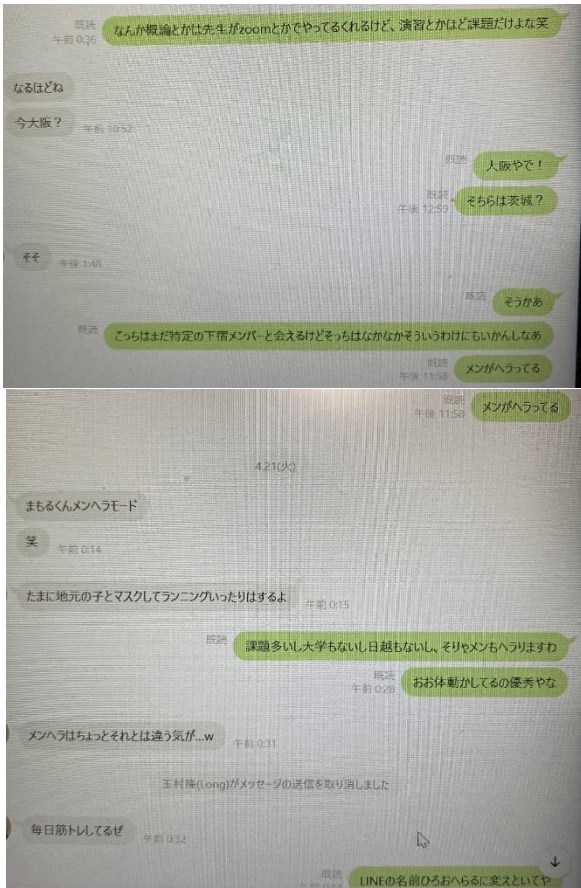 なんか概論とかは先生がzoomとかでやってるくれるけど、演習とかほど課題だけよな笑
既読
午前 0:36
なるほどね
今大阪？
午前 10:52
大阪やで！
既読
そちらは茨城？
既読
午後 12:59
そそ
午後 1:46
そうかあ
既読
こっちはまだ特定の下宿メンバーと会えるけどそっちはなかなかそういうわけにもいかんしなあ
既読
メンがヘラってる
既読
午後 11:58
メンがヘラってる
既読
午後 11:58
4.21(火)
まもるくんメンヘラモード
笑
午前 0:14
たまに地元の子とマスクしてランニングいったりはするよ
午前 0:15
課題多いし大学もないし日越もないし、そりゃメンもヘラりますわ
既読
おお体動かしてるの優秀やな
既読
午前 0:28
メンヘラはちょっとそれとは違う気が...w
午前 0:31
玉村隆(Long)がメッセージの送信を取り消しました
毎日筋トレしてるぜ
午前 0:32
LINEの名前ひろおへらるに変えといてや
既読